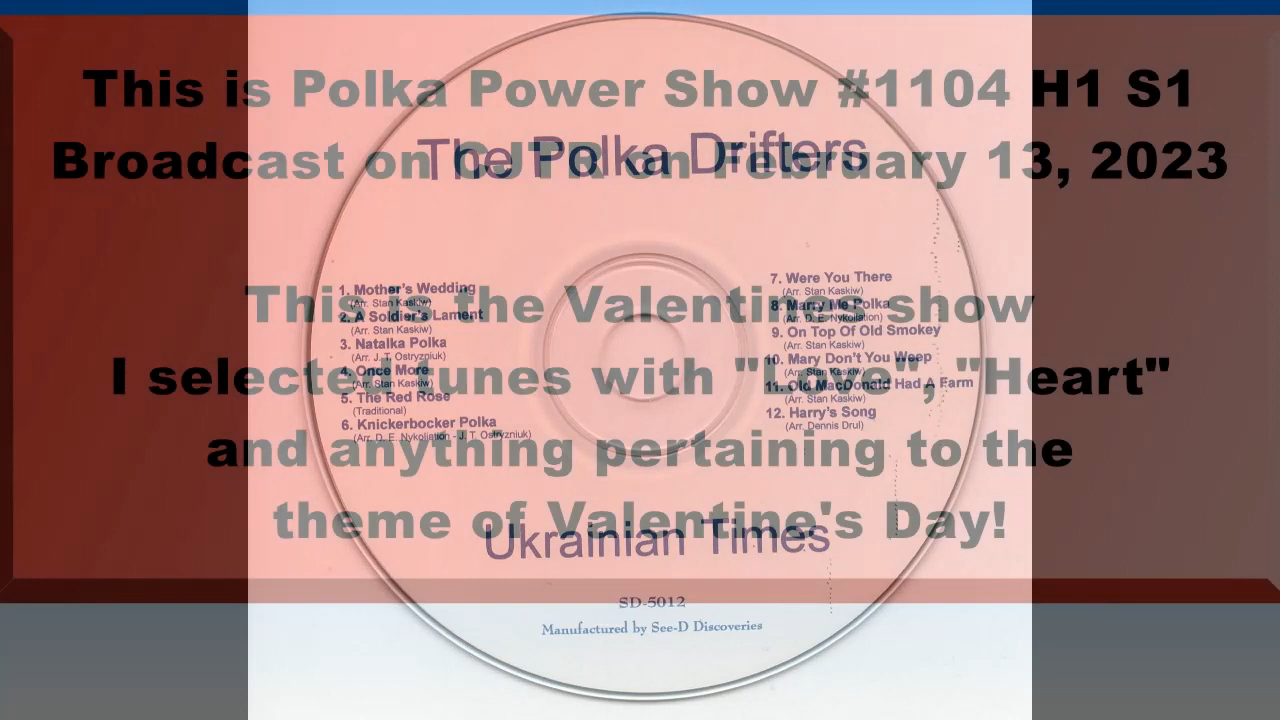 This is Polka Power Show #1104 H1 S1
Broadcast on CJTR on February 13, 2023
This is the Valentines show
I selected tunes with "Love", "Heart"
and anything pertaining to the
theme of Valentine's Day!
The Polka Drifters
1. Mother's Wedding
(Arr. Stan Kaskiw)
2. A Soldier's Lament
(Arr. Stan Kaskiw)
3. Natalka Polka
(Arr. J. T. Ostryzniuk)
4. Once More
(Arr. Stan Kaskiw)
5. The Red Rose
(Traditional)
6. Knickerbocker Polka
(Arr. D. E. Nykoliation - J. T. Ostryzniuk)
7. Were You There
(Arr. Stan Kaskiw)
8. Marry Me Polka
(Arr. D. E. Nykoliation)
9. On Top Of Old Smokey
(Arr. Stan Kaskiw)
10. Mary Don't You Weep
(Arr. Stan Kaskiw)
11. Old MacDonald Had A Farm
(Arr. Stan Kaskiw)
12. Harry's Song
(Arr. Dennis Drul)
Ukrainian Times
SD-5012
Manufactured by See-D Discoveries